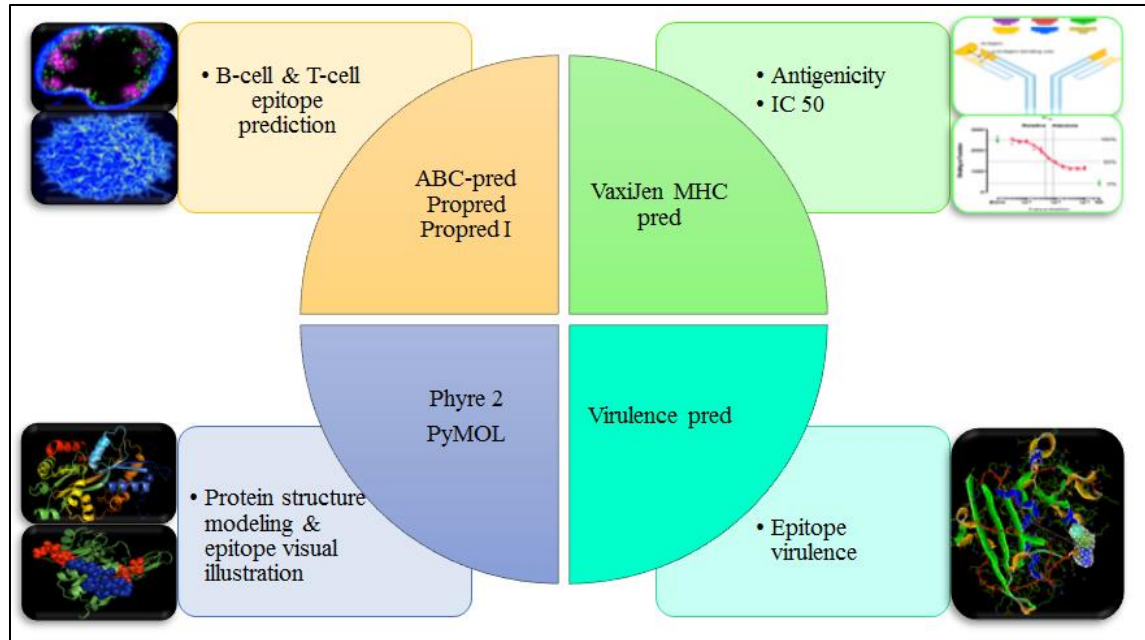 • B-cell & T-cell
epitope
prediction
ABC-pred
Propred
Propred I
• Antigenicity
• IC 50
VaxiJen MHC
pred
Phyre 2
PyMOL
• Protein structure
modeling &
epitope visual
illustration
Virulence pred
• Epitope
virulence